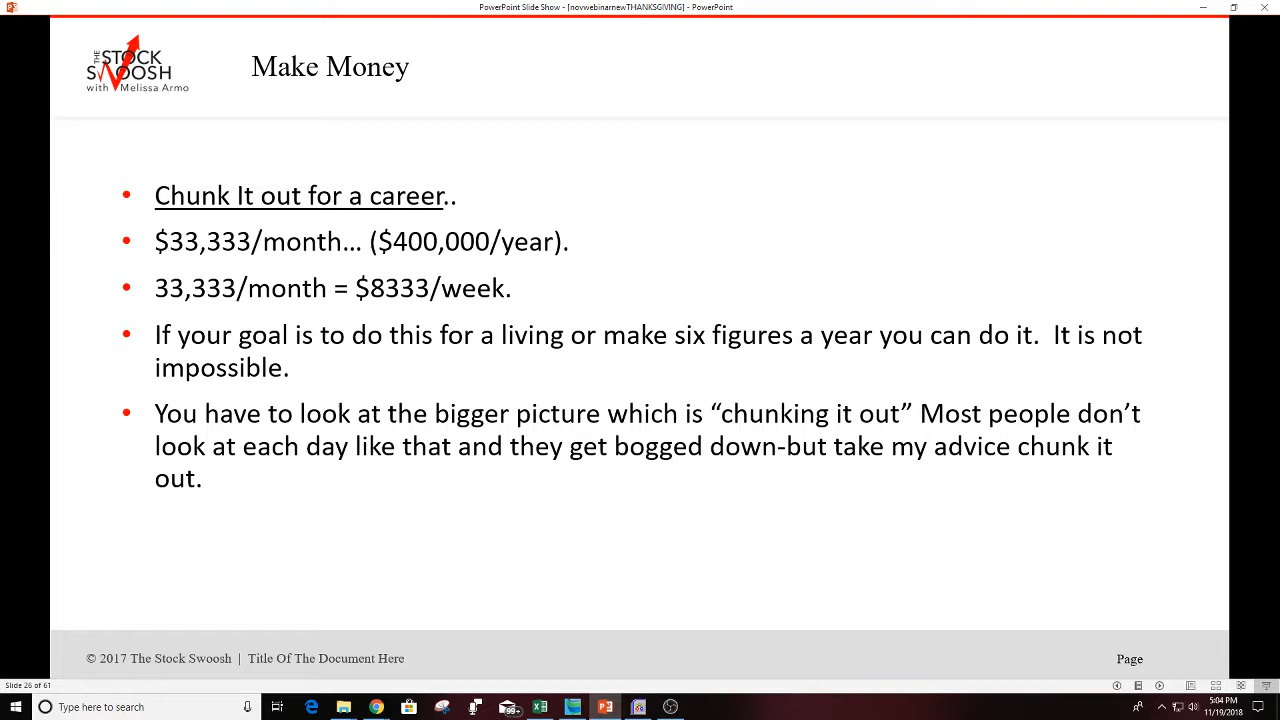 PowerPoint Slide Show - [novwebinarnewTHANKSGIVING] - PowerPoint
THE STOCK
SWOOSH
with Melissa Armo
Make Money
• Chunk It out for a career..
• $33,333/month… ($400,000/year).
• 33,333/month = $8333/week.
• If your goal is to do this for a living or make six figures a year you can do it.  It is not
impossible.
• You have to look at the bigger picture which is “chunking it out” Most people don’t
look at each day like that and they get bogged down-but take my advice chunk it
out.
© 2017 The Stock Swoosh | Title Of The Document Here
Page
Slide 26 of 61
Type here to search
5:04 PM
11/19/2018